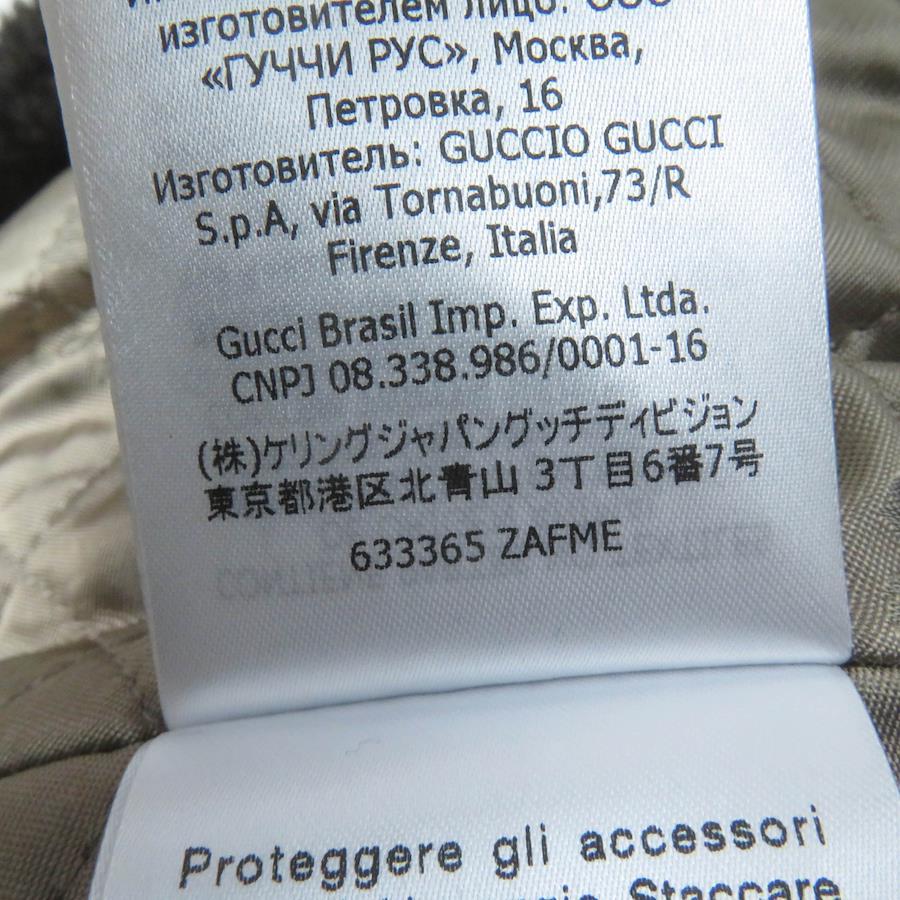 изготовителем лицо: ООО
«ГУЧЧИ РУС», Москва,
Петровка, 16
Изготовитель: GUCCIO GUCCI
S.p.A, via Tornabuoni,73/R
Firenze, Italia
Gucci Brasil Imp. Exp. Ltda.
CNPJ 08.338.986/0001-16
(株)ケリングジャパングッチディビジョン
東京都港区北青山 3丁目6番7号
633365 ZAFME
Proteggere gli accessori
Staccare